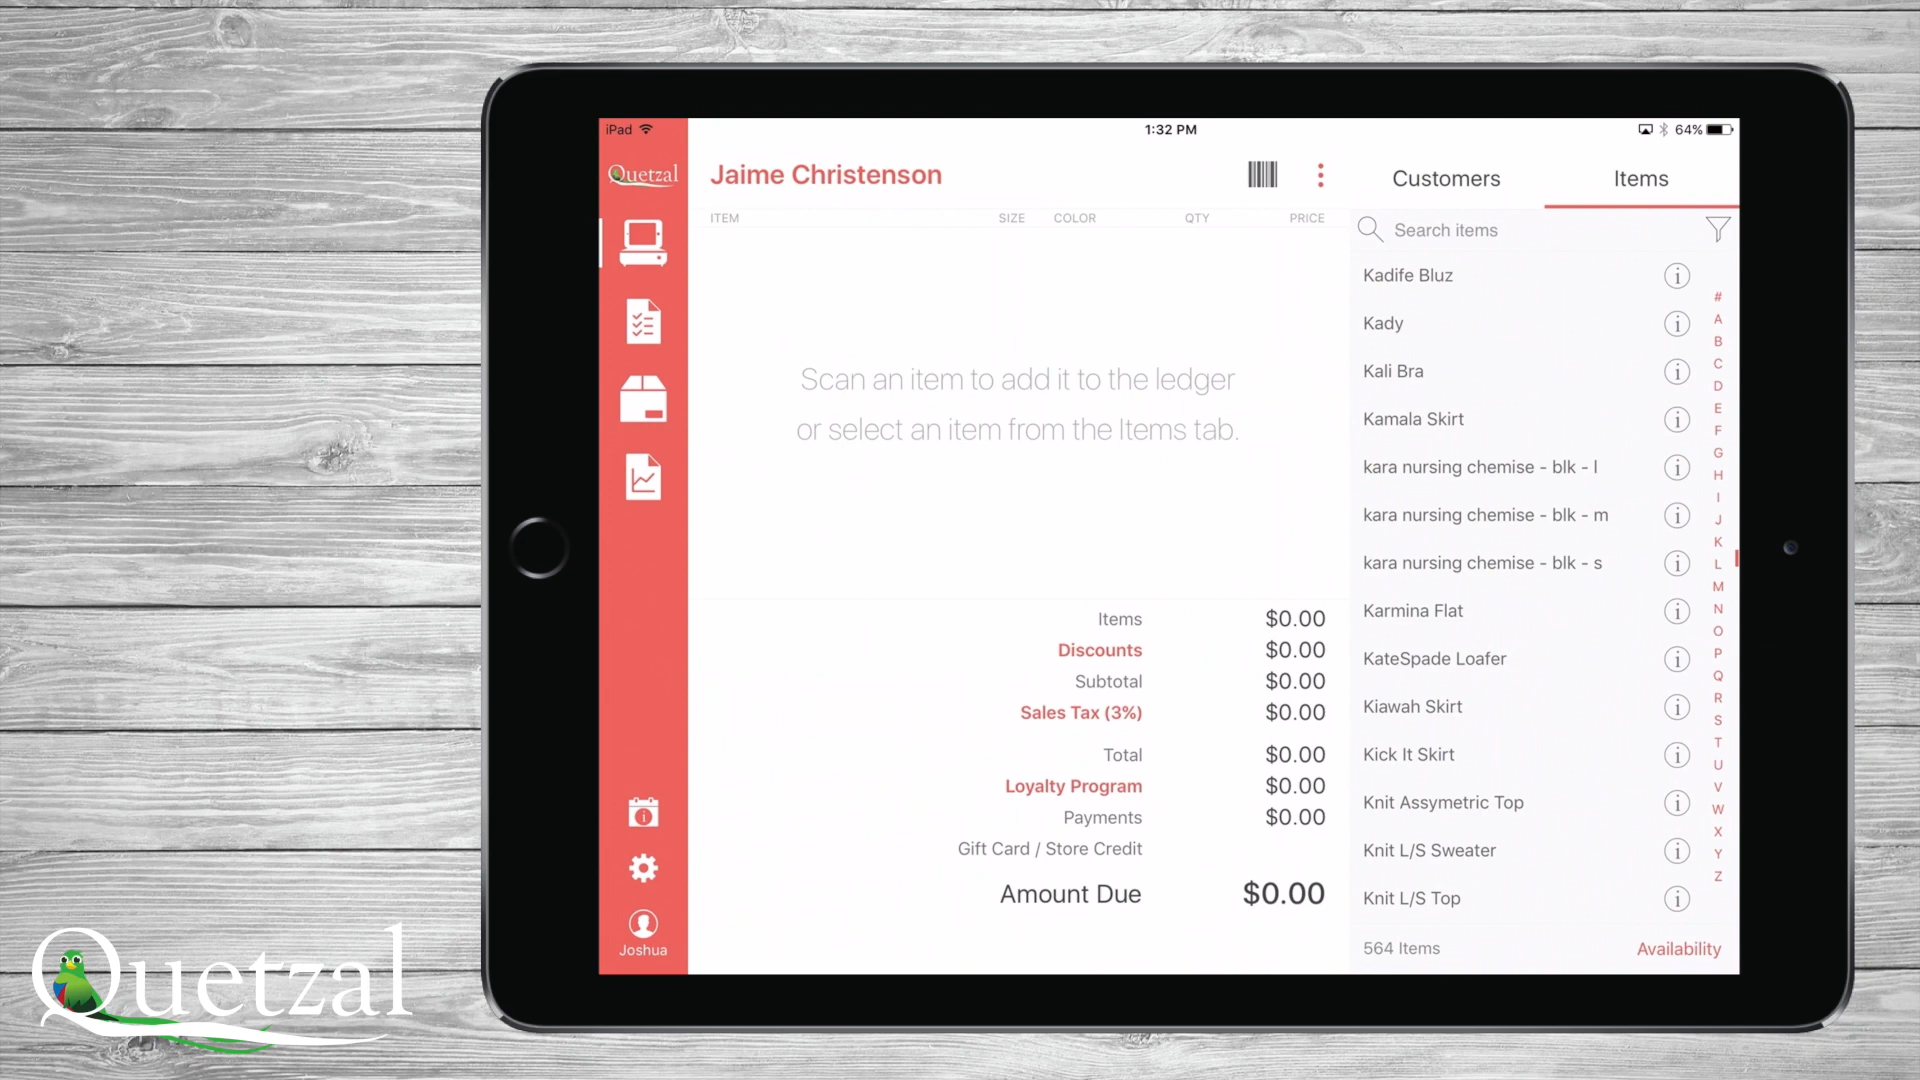 iPad
1:32 PM
64%
Quetzal
Jaime Christenson
Customers
Items
ITEM SIZE COLOR QTY PRICE
Search items
Scan an item to add it to the ledger
or select an item from the Items tab.
Items $0.00
Discounts $0.00
Subtotal $0.00
Sales Tax (3%) $0.00
Total $0.00
Loyalty Program $0.00
Payments $0.00
Gift Card / Store Credit
Amount Due $0.00
Kadife Bluz
Kady
Kali Bra
Kamala Skirt
kara nursing chemise - blk - l
kara nursing chemise - blk - m
kara nursing chemise - blk - s
Karmina Flat
KateSpade Loafer
Kiawah Skirt
Kick It Skirt
Knit Assymetric Top
Knit L/S Sweater
Knit L/S Top
#
A
B
C
D
E
F
G
H
I
J
K
L
M
N
O
P
Q
R
S
T
U
V
W
X
Y
Z
564 Items
Availability
Joshua
Quetzal